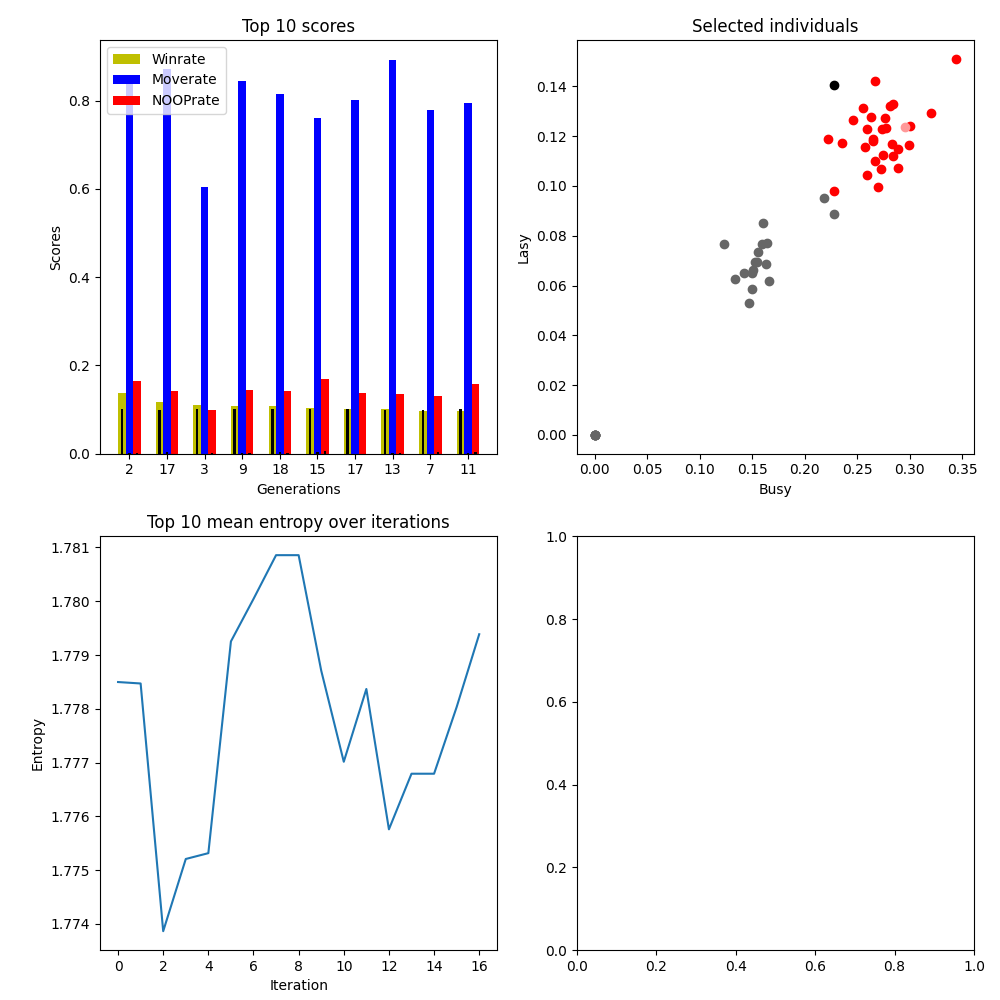 Top 10 scores
Winrate
Moverate
NOOPrate
0.8
0.6
0.4
0.2
0.0
Scores
2 17 3 9 18 15 17 13 7 11
Generations
Selected individuals
0.14
0.12
0.10
0.08
0.06
0.04
0.02
0.00
Lasy
0.00 0.05 0.10 0.15 0.20 0.25 0.30 0.35
Busy
Top 10 mean entropy over iterations
1.781
1.780
1.779
1.778
1.777
1.776
1.775
1.774
Entropy
0 2 4 6 8 10 12 14 16
Iteration
1.0
0.8
0.6
0.4
0.2
0.0
0.0 0.2 0.4 0.6 0.8 1.0